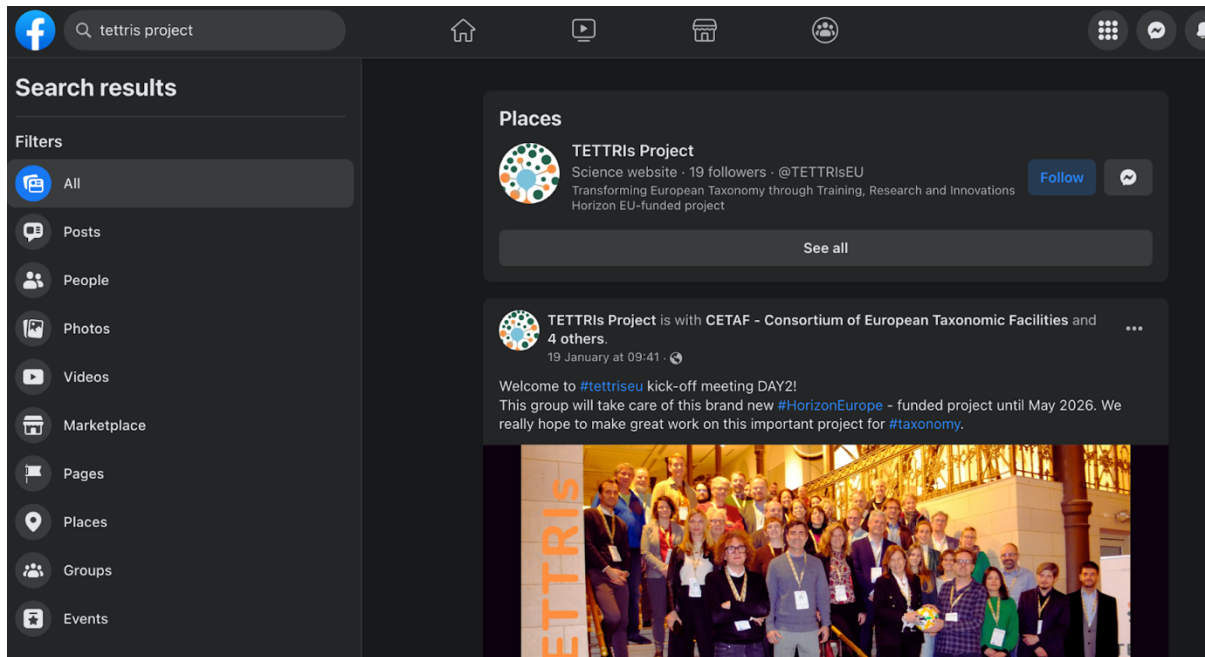 tettris project
Search results
Filters
All
Posts
People
Photos
Videos
Marketplace
Pages
Places
Groups
Events
Places
TETTRIs Project
Science website · 19 followers · @TETTRIsEU
Transforming European Taxonomy through Training, Research and Innovations
Horizon EU-funded project
Follow
See all
TETTRIs Project is with CETAF - Consortium of European Taxonomic Facilities and
4 others.
19 January at 09:41 ·
Welcome to #tettriseu kick-off meeting DAY2!
This group will take care of this brand new #HorizonEurope - funded project until May 2026. We
really hope to make great work on this important project for #taxonomy.
TETTRIS